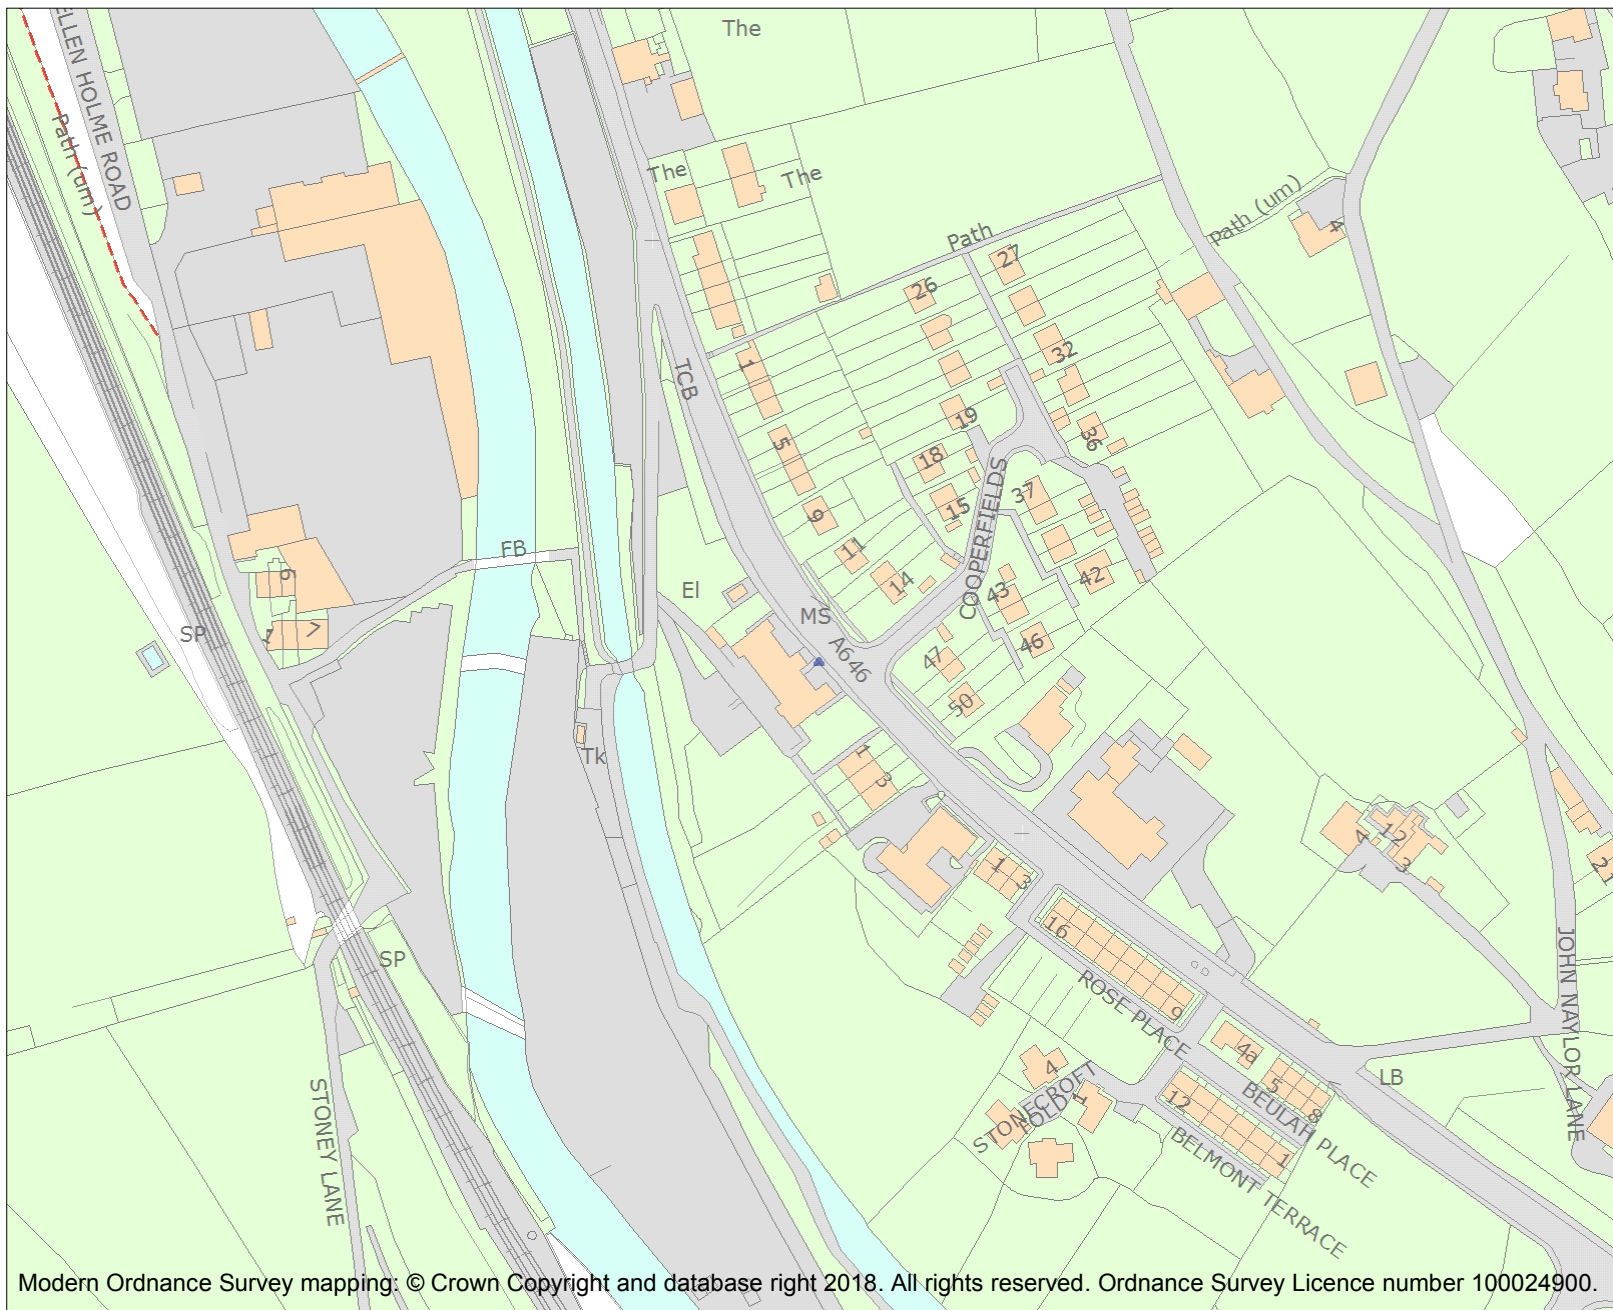 The
ELLEN HOLME ROAD
Path (um)
The
The
Path (um)
4
Path
27
26
32
TCB
1
19
36
5
18
37
15
9
COOPERFIELDS
FB
11
14
42
6
El
43
MS
SP
1
7
A646
46
47
50
Tk
1
3
4
12
3
21
1
3
16
SP
ROSE PLACE
9
JOHN NAYLOR LANE
4a
4
5
LB
STONECROFT
FOLD
1
12
8
BEULAH PLACE
STONEY LANE
BELMONT TERRACE
1
Modern Ordnance Survey mapping: © Crown Copyright and database right 2018. All rights reserved. Ordnance Survey Licence number 100024900.